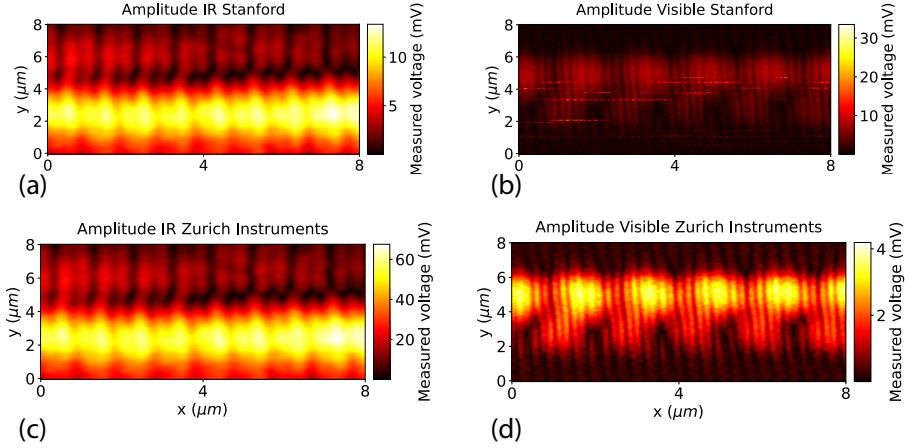 Amplitude IR Stanford
y (μm)
8
6
4
2
0
0
4
8
10
5
Measured voltage (mV)
(a)
Amplitude Visible Stanford
y (μm)
8
6
4
2
0
0
4
8
30
20
10
0
Measured voltage (mV)
(b)
Amplitude IR Zurich Instruments
y (μm)
8
6
4
2
0
0
4
8
x (μm)
60
40
20
Measured voltage (mV)
(c)
Amplitude Visible Zurich Instruments
y (μm)
8
6
4
2
0
0
4
8
x (μm)
4
2
Measured voltage (mV)
(d)